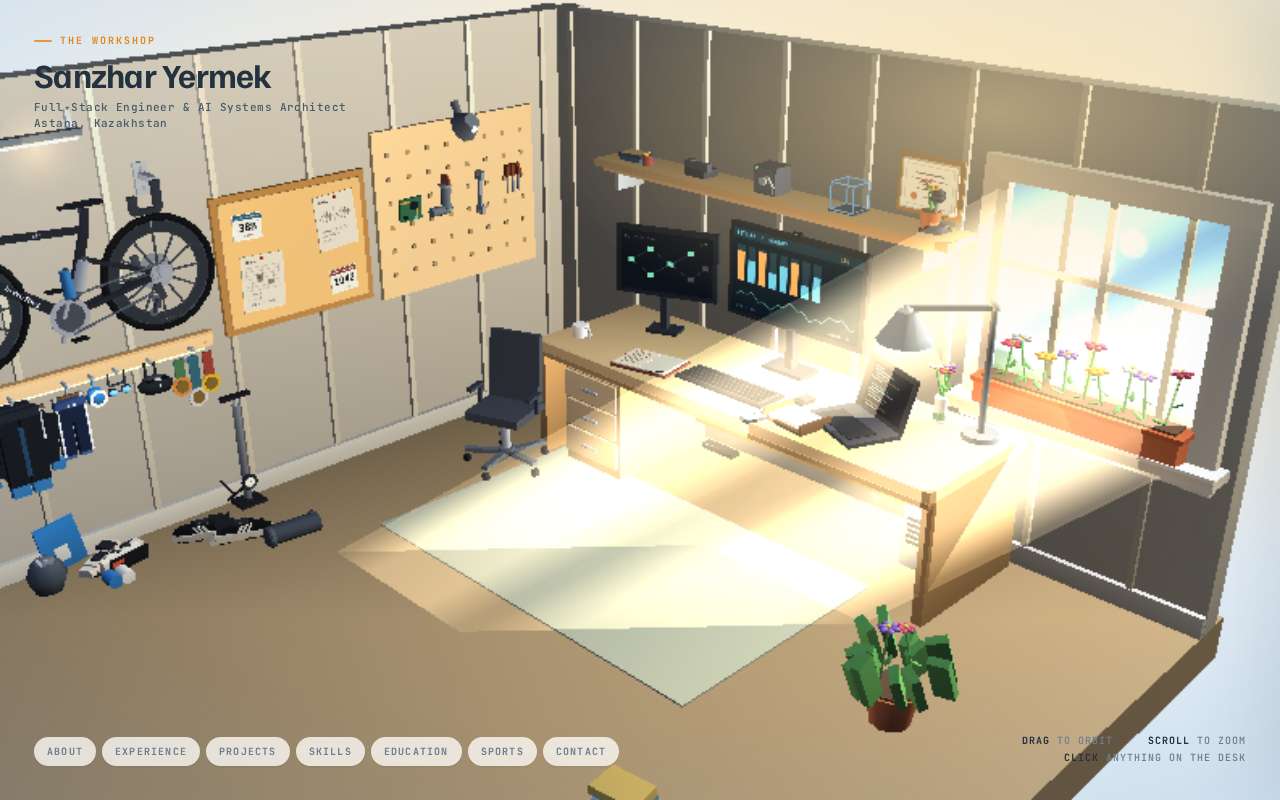 THE WORKSHOP
Sanzhar Yermek
Full-Stack Engineer & AI Systems Architect
Astana, Kazakhstan
ABOUT
EXPERIENCE
PROJECTS
SKILLS
EDUCATION
SPORTS
CONTACT
DRAG TO ORBIT SCROLL TO ZOOM
CLICK ANYTHING ON THE DESK